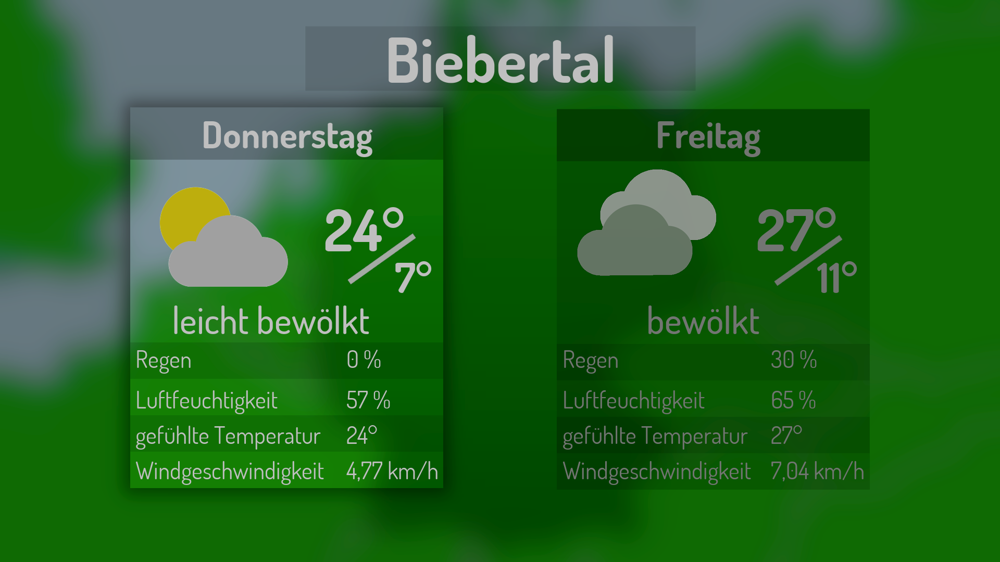 Biebertal
Donnerstag
24°
7°
leicht bewölkt
Regen 0 %
Luftfeuchtigkeit 57 %
gefühlte Temperatur 24°
Windgeschwindigkeit 4,77 km/h
Freitag
27°
11°
bewölkt
Regen 30 %
Luftfeuchtigkeit 65 %
gefühlte Temperatur 27°
Windgeschwindigkeit 7,04 km/h